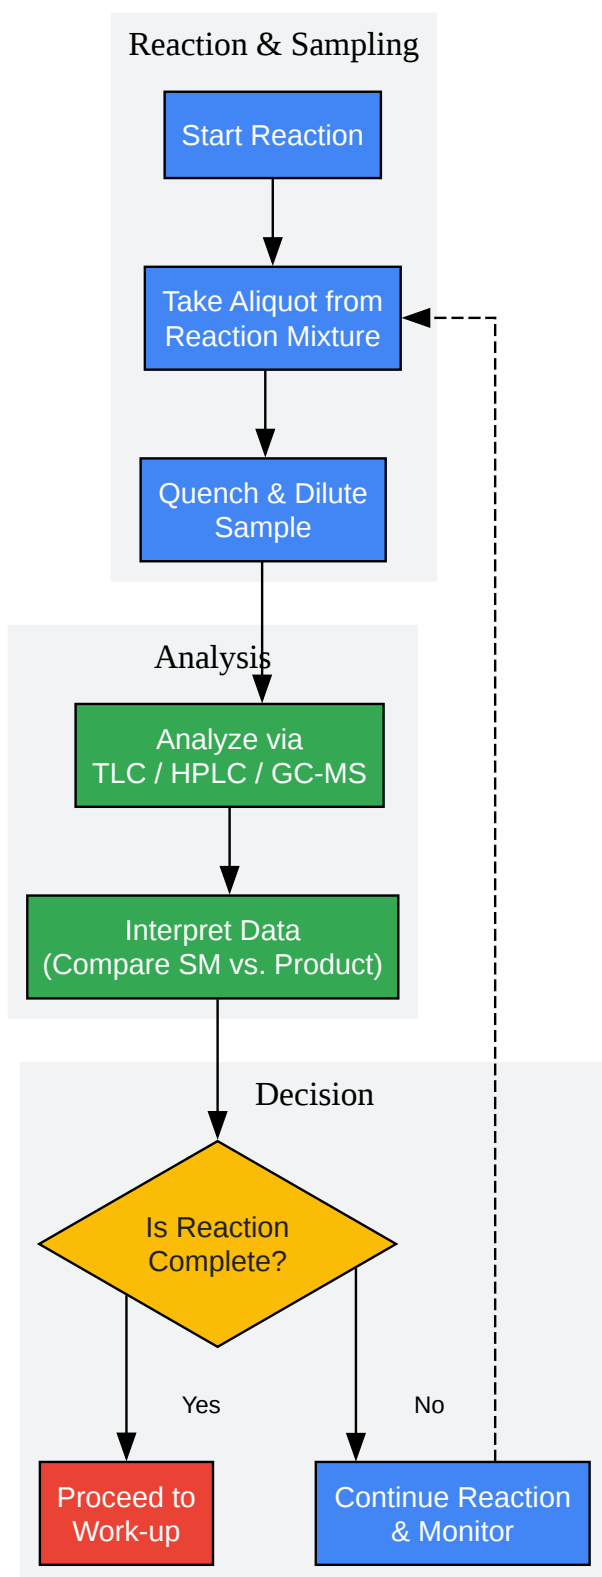 Reaction & Sampling
Start Reaction
Take Aliquot from
Reaction Mixture
Quench & Dilute
Sample
Analysis
Analyze via
TLC / HPLC / GC-MS
Interpret Data
(Compare SM vs. Product)
Decision
Is Reaction
Complete?
Yes
No
Proceed to
Work-up
Continue Reaction
& Monitor